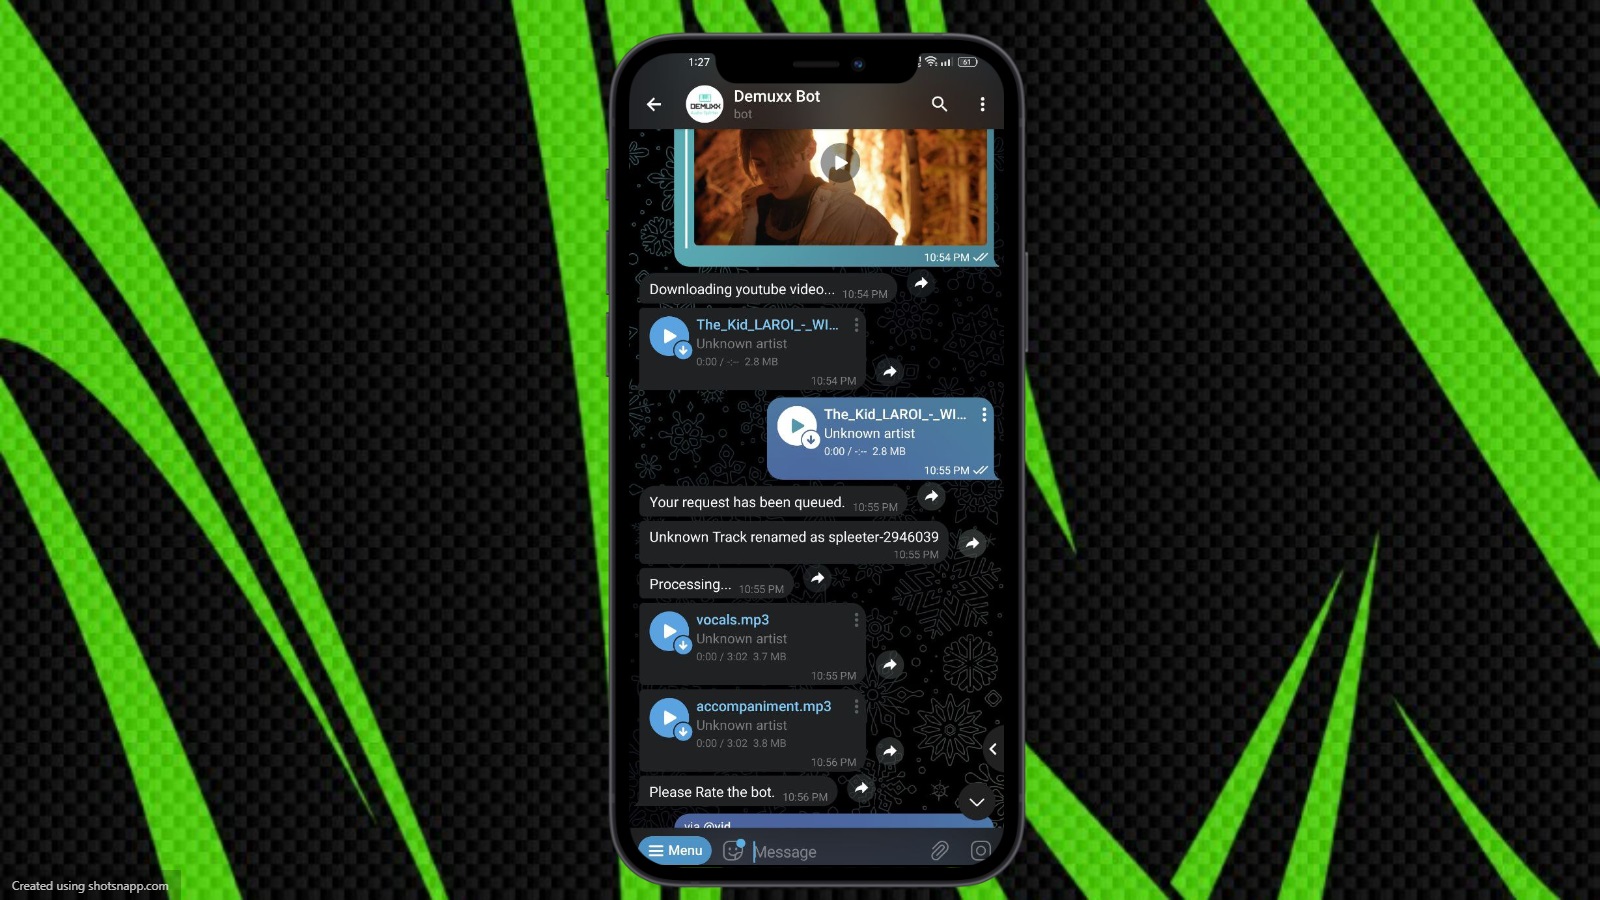 1:27
61
DEMUXX
Demuxx Bot
bot
10:54 PM
Downloading youtube video... 10:54 PM
The_Kid_LAROI_-_WI...
Unknown artist
0:00 / -:-- 2.8 MB
10:54 PM
The_Kid_LAROI_-_WI...
Unknown artist
0:00 / -:-- 2.8 MB
10:55 PM
Your request has been queued. 10:55 PM
Unknown Track renamed as spleeter-2946039
10:55 PM
Processing... 10:55 PM
vocals.mp3
Unknown artist
0:00 / 3:02 3.7 MB
10:55 PM
accompaniment.mp3
Unknown artist
0:00 / 3:02 3.8 MB
10:56 PM
Please Rate the bot. 10:56 PM
via @vid
Menu
Message
Created using shotsnapp.com